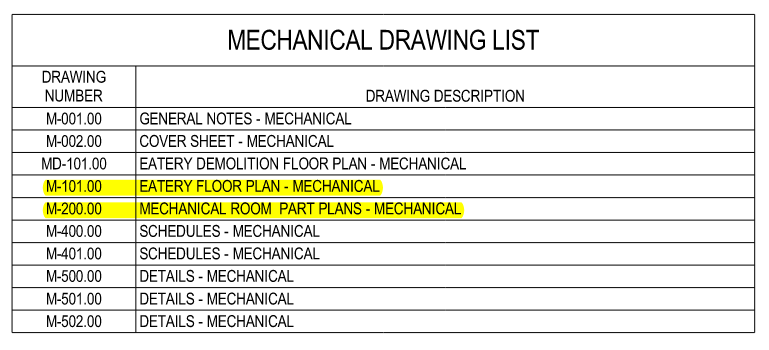 MECHANICAL DRAWING LIST
DRAWING NUMBER DRAWING DESCRIPTION
M-001.00 GENERAL NOTES - MECHANICAL
M-002.00 COVER SHEET - MECHANICAL
MD-101.00 EATERY DEMOLITION FLOOR PLAN - MECHANICAL
M-101.00 EATERY FLOOR PLAN - MECHANICAL
M-200.00 MECHANICAL ROOM PART PLANS - MECHANICAL
M-400.00 SCHEDULES - MECHANICAL
M-401.00 SCHEDULES - MECHANICAL
M-500.00 DETAILS - MECHANICAL
M-501.00 DETAILS - MECHANICAL
M-502.00 DETAILS - MECHANICAL